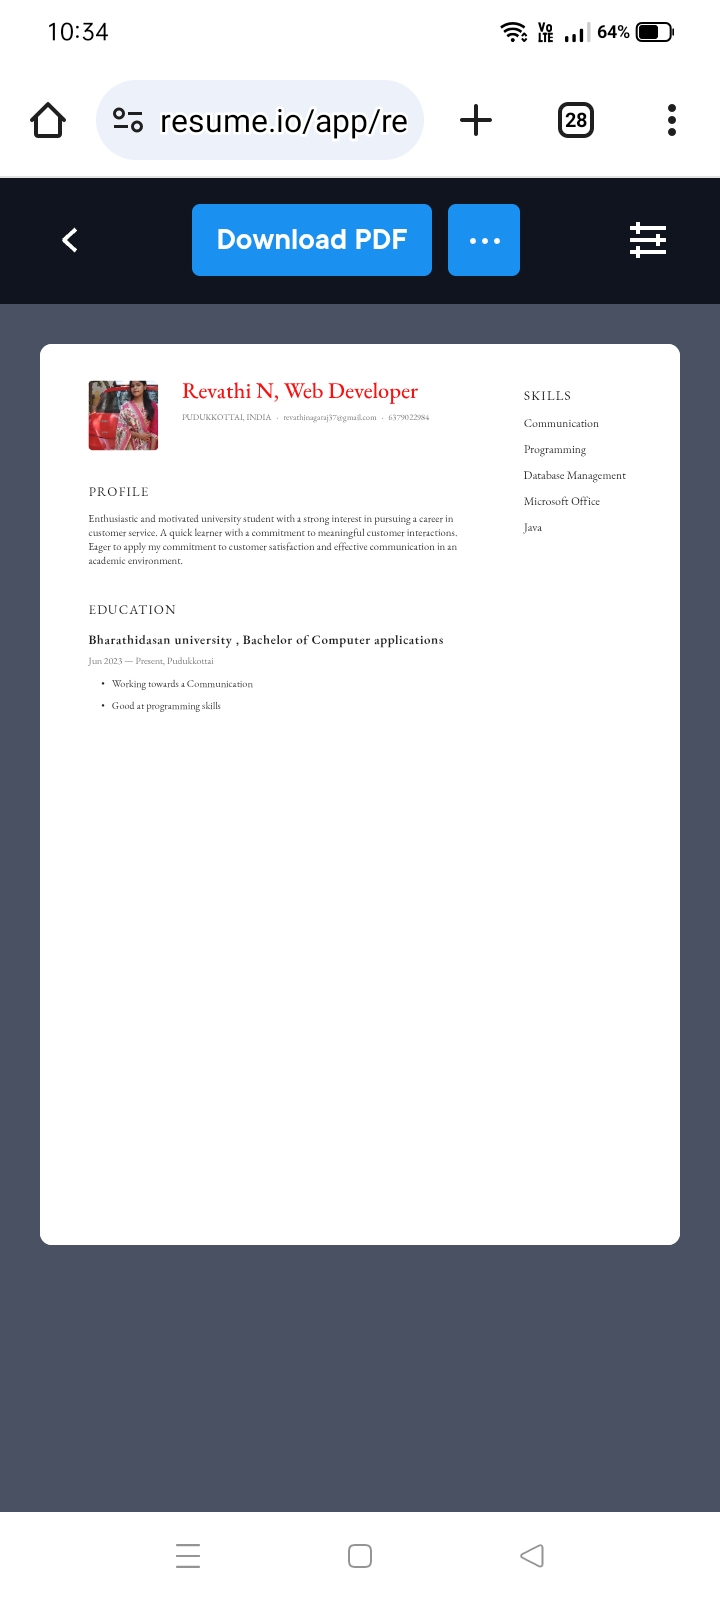 10:34
Vo LTE 64%
resume.io/app/re
28
Download PDF
Revathi N, Web Developer
PUDUKKOTTAI, INDIA · revathinagaraj37@gmail.com · 6379022984
PROFILE
Enthusiastic and motivated university student with a strong interest in pursuing a career in
customer service. A quick learner with a commitment to meaningful customer interactions.
Eager to apply my commitment to customer satisfaction and effective communication in an
academic environment.
EDUCATION
Bharathidasan university , Bachelor of Computer applications
Jun 2023 — Present, Pudukkottai
• Working towards a Communication
• Good at programming skills
SKILLS
Communication
Programming
Database Management
Microsoft Office
Java